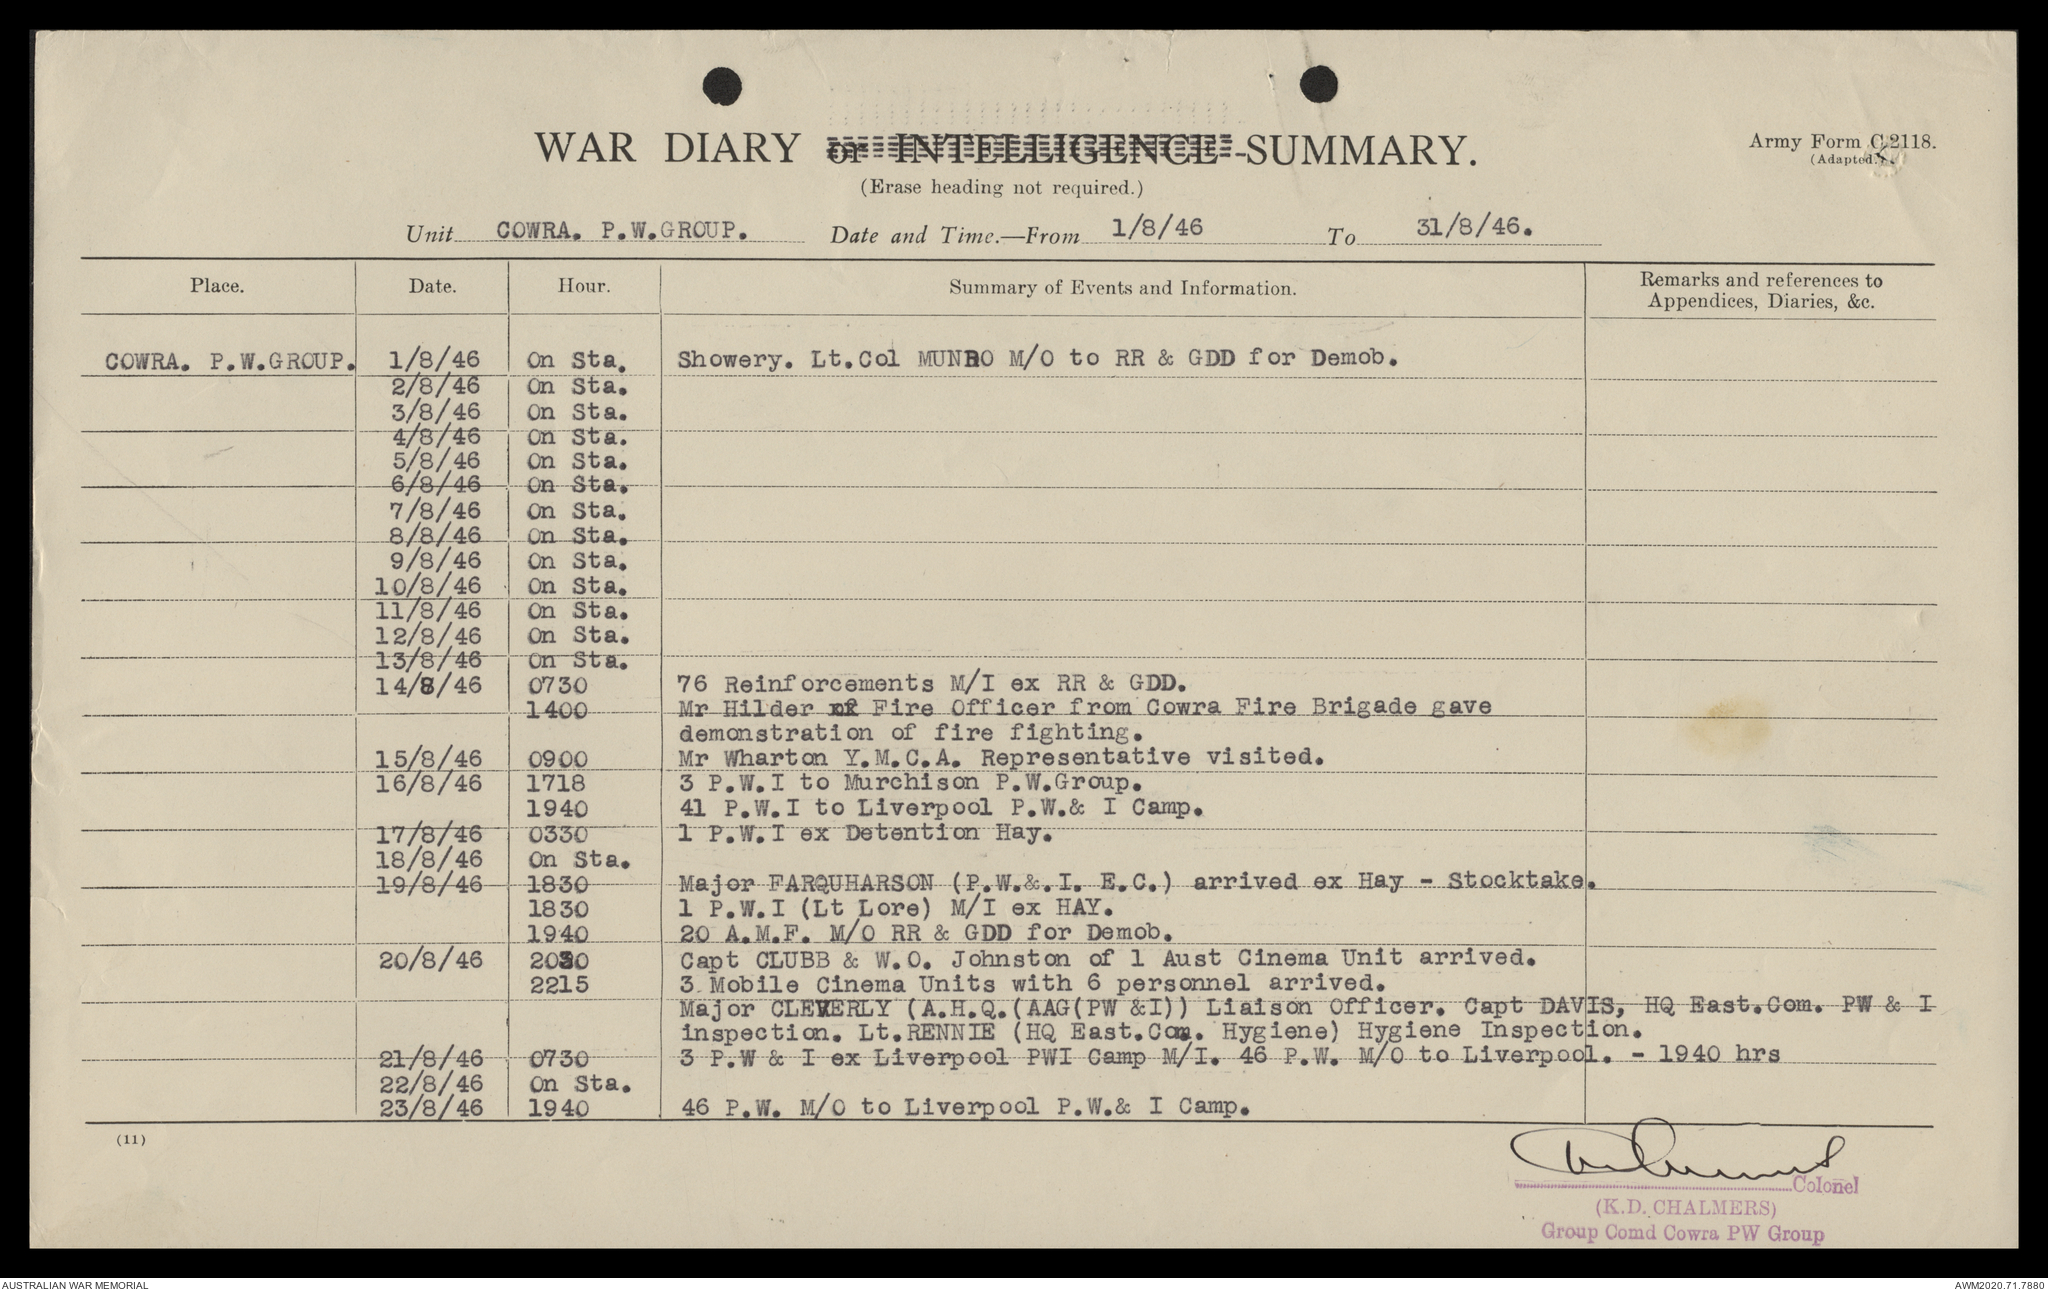 WAR DIARY or INTELLIGENCE SUMMARY.
Army Form C.2118.
(Adapted.)
(Erase heading not required.)
Unit COWRA. P.W.GROUP. Date and Time.—From 1/8/46 To 31/8/46.
Place. Date. Hour. Summary of Events and Information. Remarks and references to Appendices, Diaries, &c.
COWRA. P.W.GROUP. 1/8/46 On Sta. Showery. Lt.Col MUNRO M/O to RR & GDD for Demob.
2/8/46 On Sta.
3/8/46 On Sta.
4/8/46 On Sta.
5/8/46 On Sta.
6/8/46 On Sta.
7/8/46 On Sta.
8/8/46 On Sta.
9/8/46 On Sta.
10/8/46 On Sta.
11/8/46 On Sta.
12/8/46 On Sta.
13/8/46 On Sta.
14/8/46 0730 76 Reinforcements M/I ex RR & GDD.
1400 Mr Hilder Fire Officer from Cowra Fire Brigade gave
demonstration of fire fighting.
15/8/46 0900 Mr Wharton Y.M.C.A. Representative visited.
16/8/46 1718 3 P.W.I to Murchison P.W.Group.
1940 41 P.W.I to Liverpool P.W.& I Camp.
17/8/46 0330 1 P.W.I ex Detention Hay.
18/8/46 On Sta.
19/8/46 1830 Major FARQUHARSON (P.W.&.I. E.C.) arrived ex Hay - Stocktake.
1830 1 P.W.I (Lt Lore) M/I ex HAY.
1940 20 A.M.F. M/O RR & GDD for Demob.
20/8/46 2030 Capt CLUBB & W.O. Johnston of 1 Aust Cinema Unit arrived.
2215 3 Mobile Cinema Units with 6 personnel arrived.
Major CLEVERLY (A.H.Q.(AAG(PW &I)) Liaison Officer. Capt DAVIS, HQ East.Com. PW & I
inspection. Lt.RENNIE (HQ East.Com. Hygiene) Hygiene Inspection.
21/8/46 0730 3 P.W & I ex Liverpool PWI Camp M/I. 46 P.W. M/O to Liverpool. - 1940 hrs
22/8/46 On Sta.
23/8/46 1940 46 P.W. M/O to Liverpool P.W.& I Camp.
(11)
Colonel
(K.D. CHALMERS)
Group Comd Cowra PW Group
AUSTRALIAN WAR MEMORIAL
AWM2020.71.7880